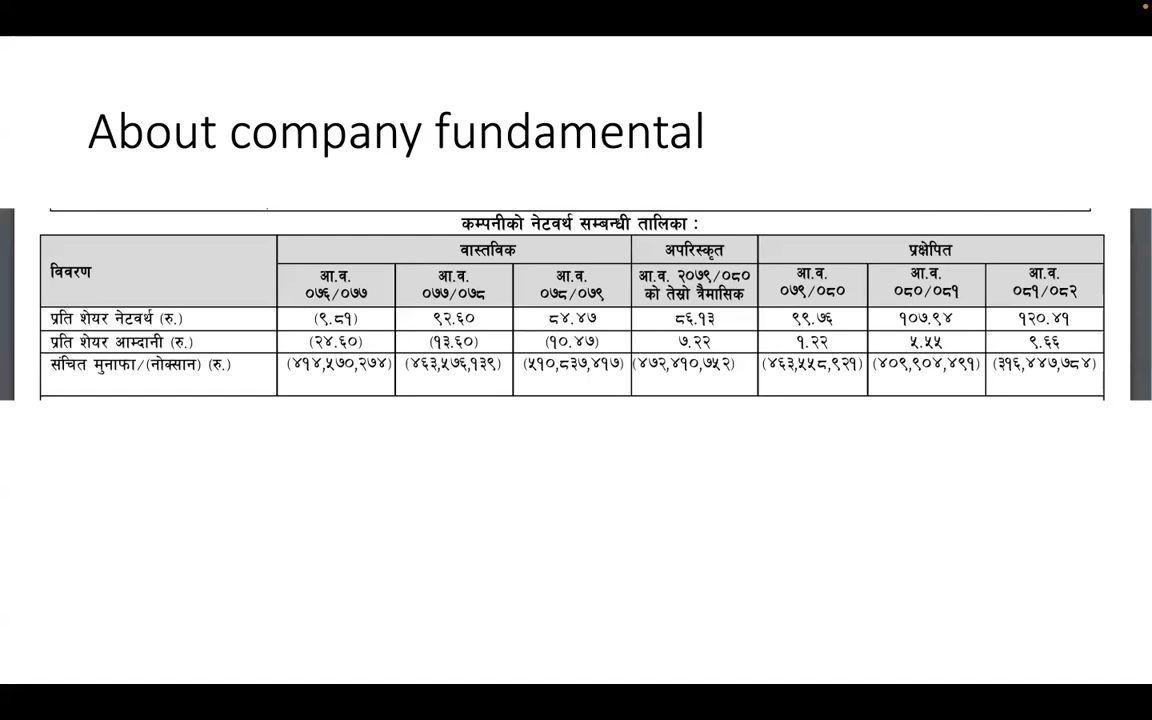 About company fundamental
कम्पनीको नेटवर्थ सम्बन्धी तालिका :
विवरण वास्तविक अपरिस्कृत प्रक्षेपित
आ.व. ०७६/०७७ आ.व. ०७७/०७८ आ.व. ०७८/०७९ आ.व. २०७९/०८० को तेस्रो त्रैमासिक आ.व. ०७९/०८० आ.व. ०८०/०८१ आ.व. ०८१/०८२
प्रति शेयर नेटवर्थ (रु.) (९.८१) ९२.६० ८४.४७ ८६.१३ ९९.७६ १०७.९४ १२०.४१
प्रति शेयर आम्दानी (रु.) (२४.६०) (१३.६०) (१०.४७) ७.२२ १.२२ ५.५५ ९.६६
संचित मुनाफा/(नोक्सान) (रु.) (४१४,५७०,२७४) (४६३,५७६,१३९) (५१०,८३७,४१७) (४७२,४१०,७५२) (४६३,५५८,९२१) (४०९,९०४,४९१) (३१६,४४७,७८४)